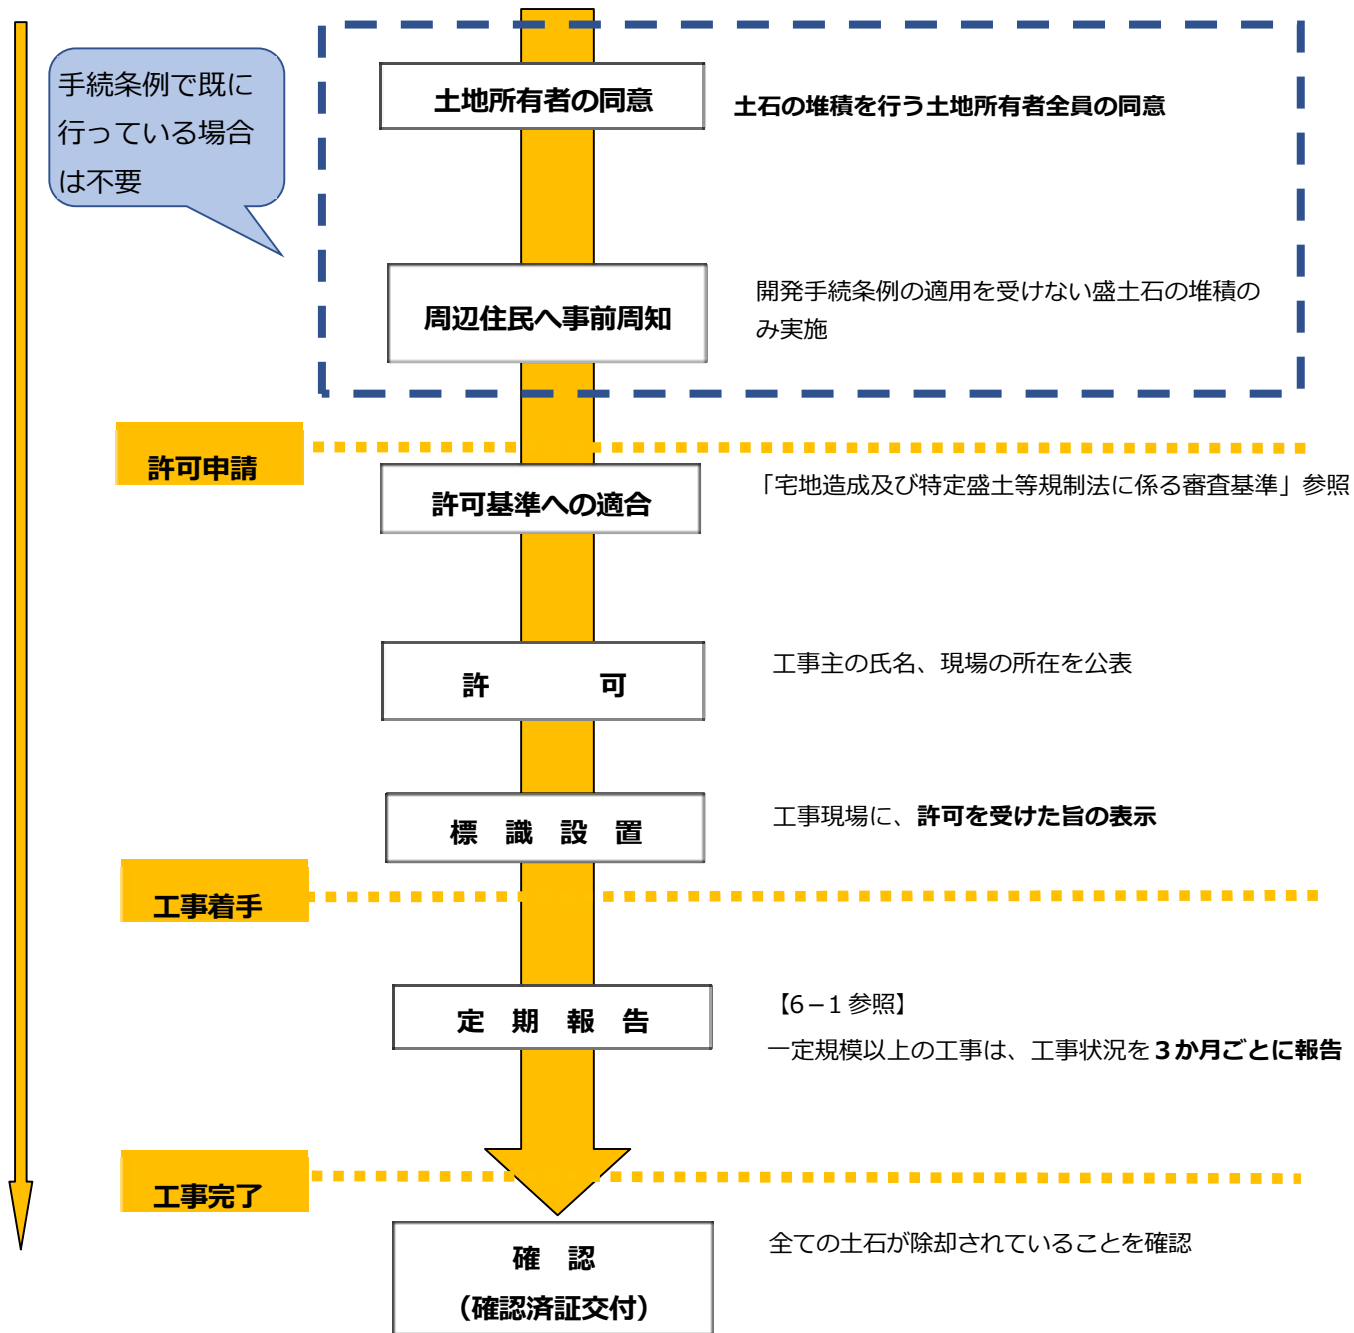 手続条例で既に
行っている場合
は不要
土地所有者の同意
土石の堆積を行う土地所有者全員の同意
周辺住民へ事前周知
開発手続条例の適用を受けない盛土石の堆積の
み実施
許可申請
許可基準への適合
「宅地造成及び特定盛土等規制法に係る審査基準」参照
許　　　可
工事主の氏名、現場の所在を公表
標　識　設　置
工事現場に、許可を受けた旨の表示
工事着手
定　期　報　告
【6－1 参照】
一定規模以上の工事は、工事状況を３か月ごとに報告
工事完了
確　認
（確認済証交付）
全ての土石が除却されていることを確認